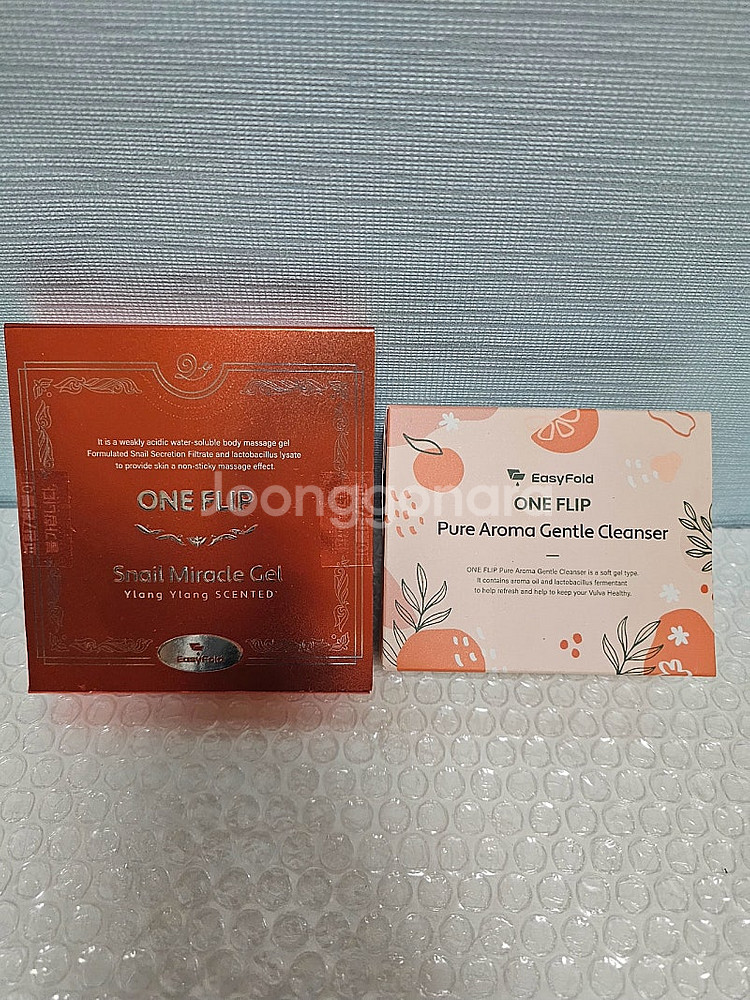 It is a weakly acidic water-soluble body massage gel
Formulated Snail Secretion Filtrate and lactobacillus lysate
to provide skin a non-sticky massage effect.
ONE FLIP
Snail Miracle Gel
Ylang Ylang SCENTED
EasyFold
Joonggonara
EasyFold
ONE FLIP
Pure Aroma Gentle Cleanser
ONE FLIP Pure Aroma Gentle Cleanser is a soft gel type.
It contains aroma oil and lactobacillus fermentant
to help refresh and help to keep your Vulva Healthy.